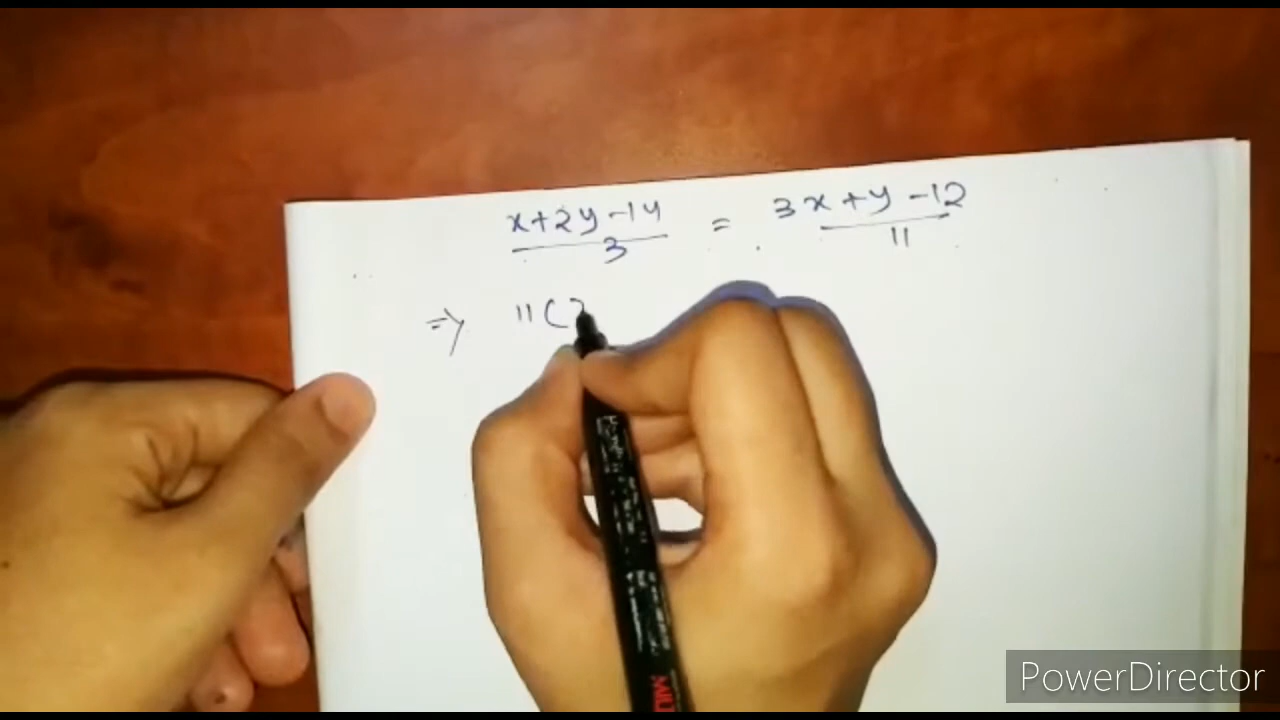 x+2y-14 = 3x+y-12
3 11
⇒ 11(
PowerDirector